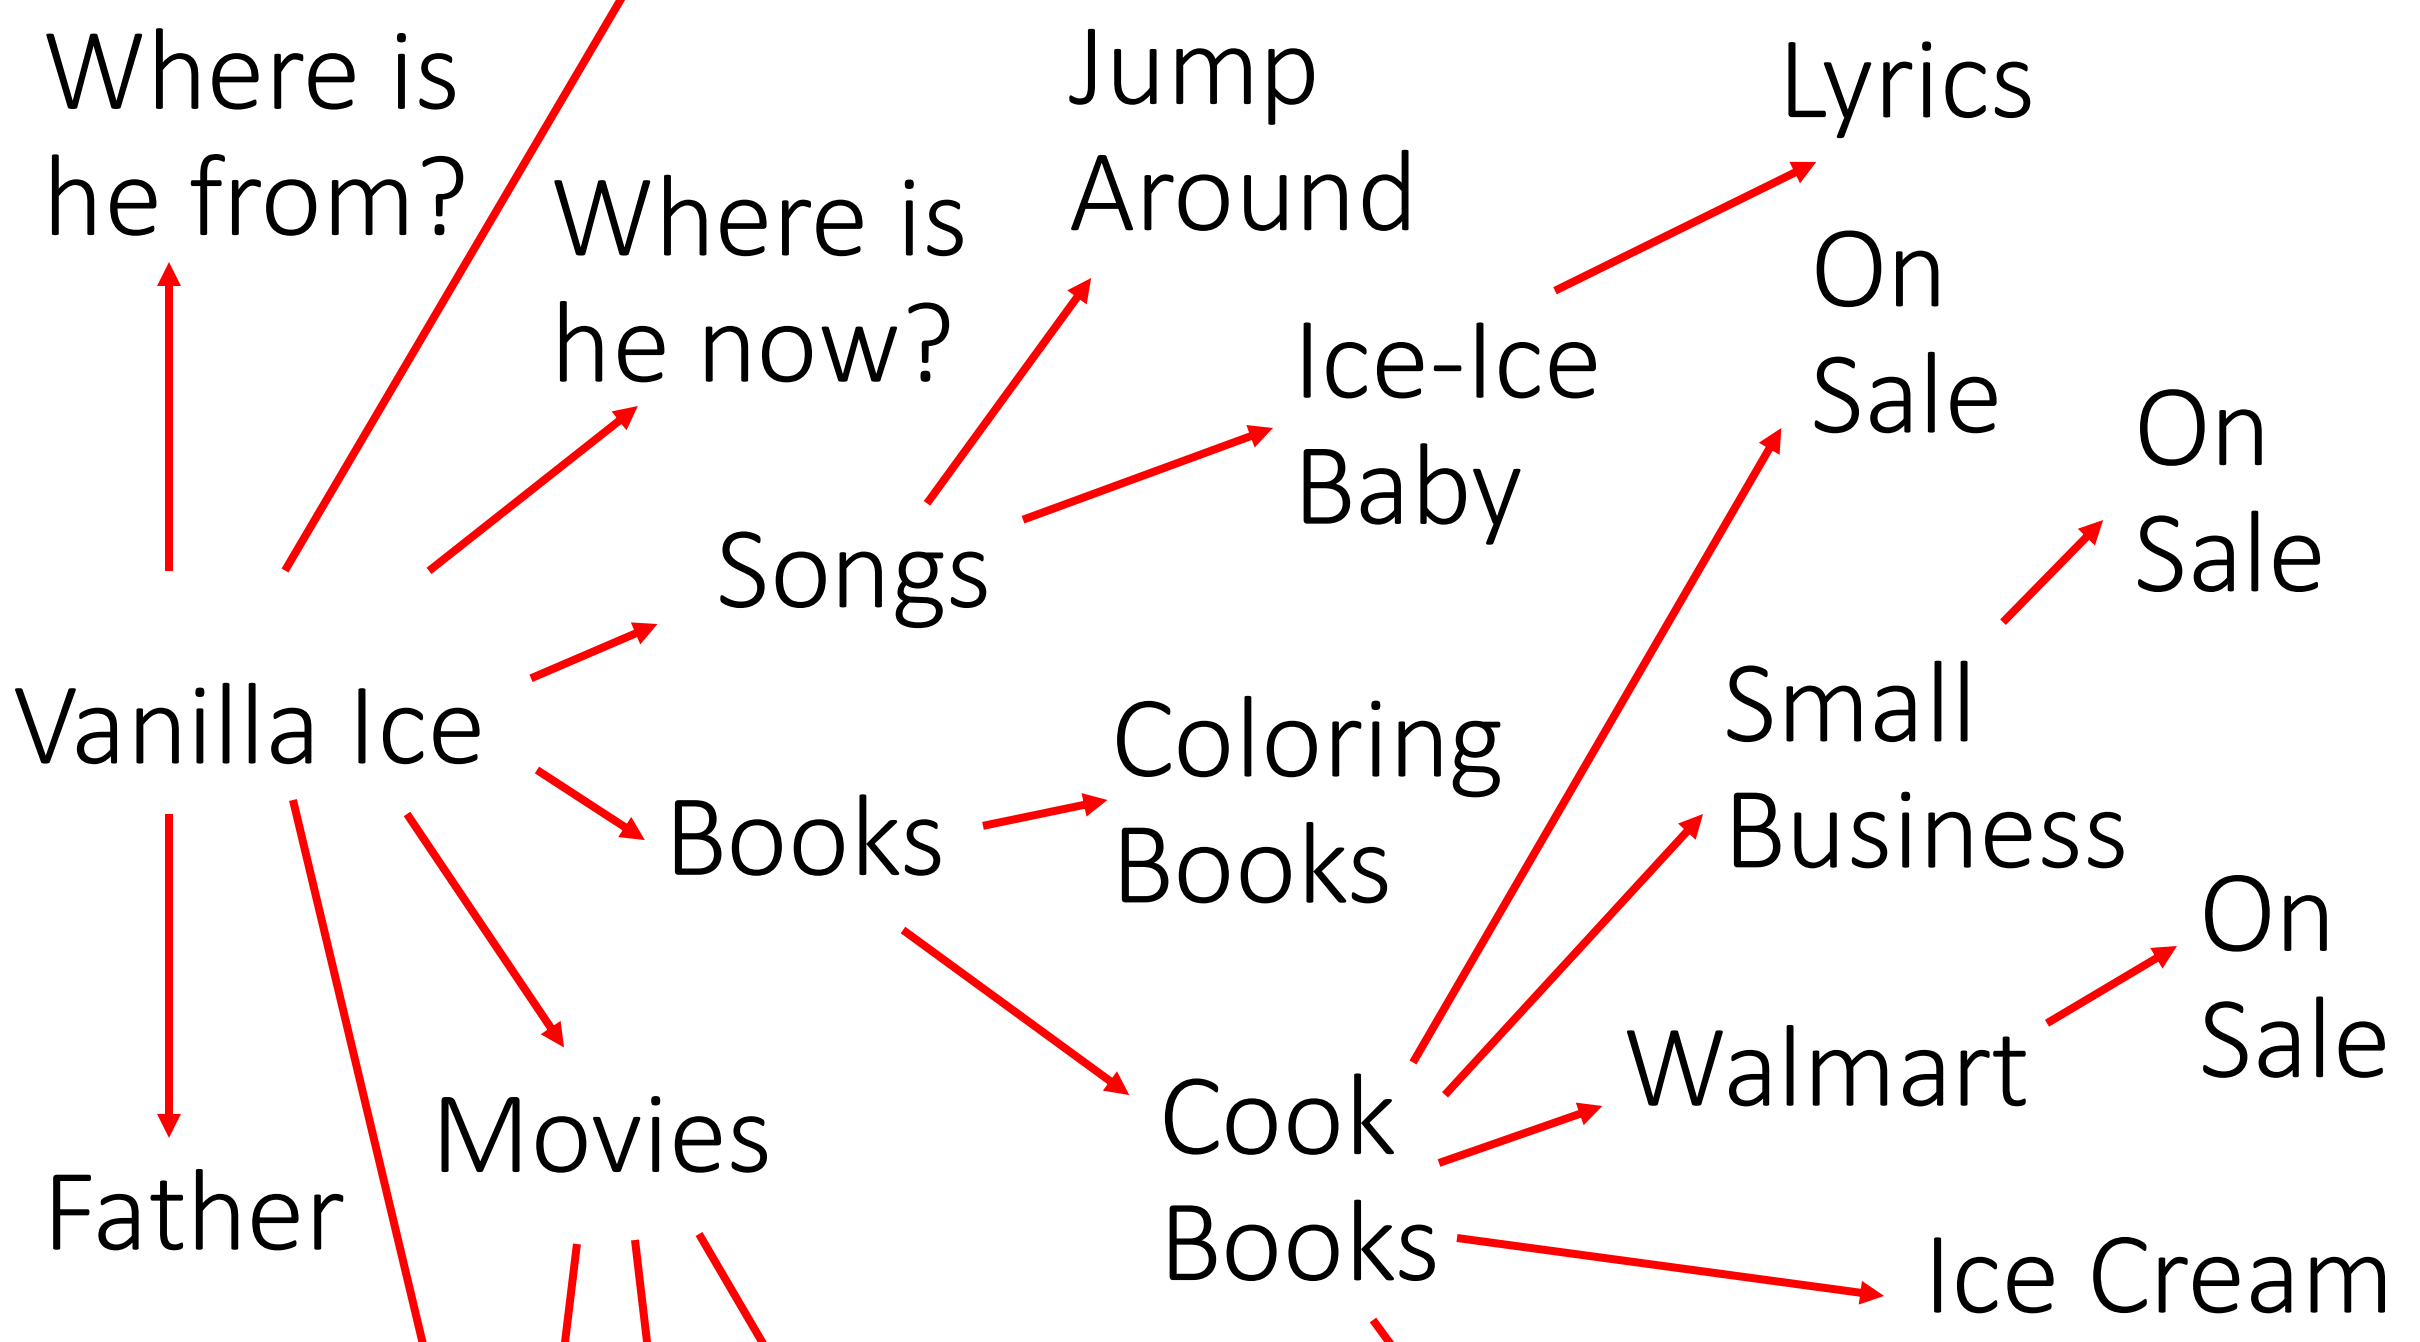 Where is
he from?
Where is
he now?
Jump
Around
Lyrics
On
Sale
Ice-Ice
Baby
On
Sale
Songs
Vanilla Ice
Coloring
Books
Small
Business
Books
On
Sale
Walmart
Cook
Books
Movies
Father
Ice Cream